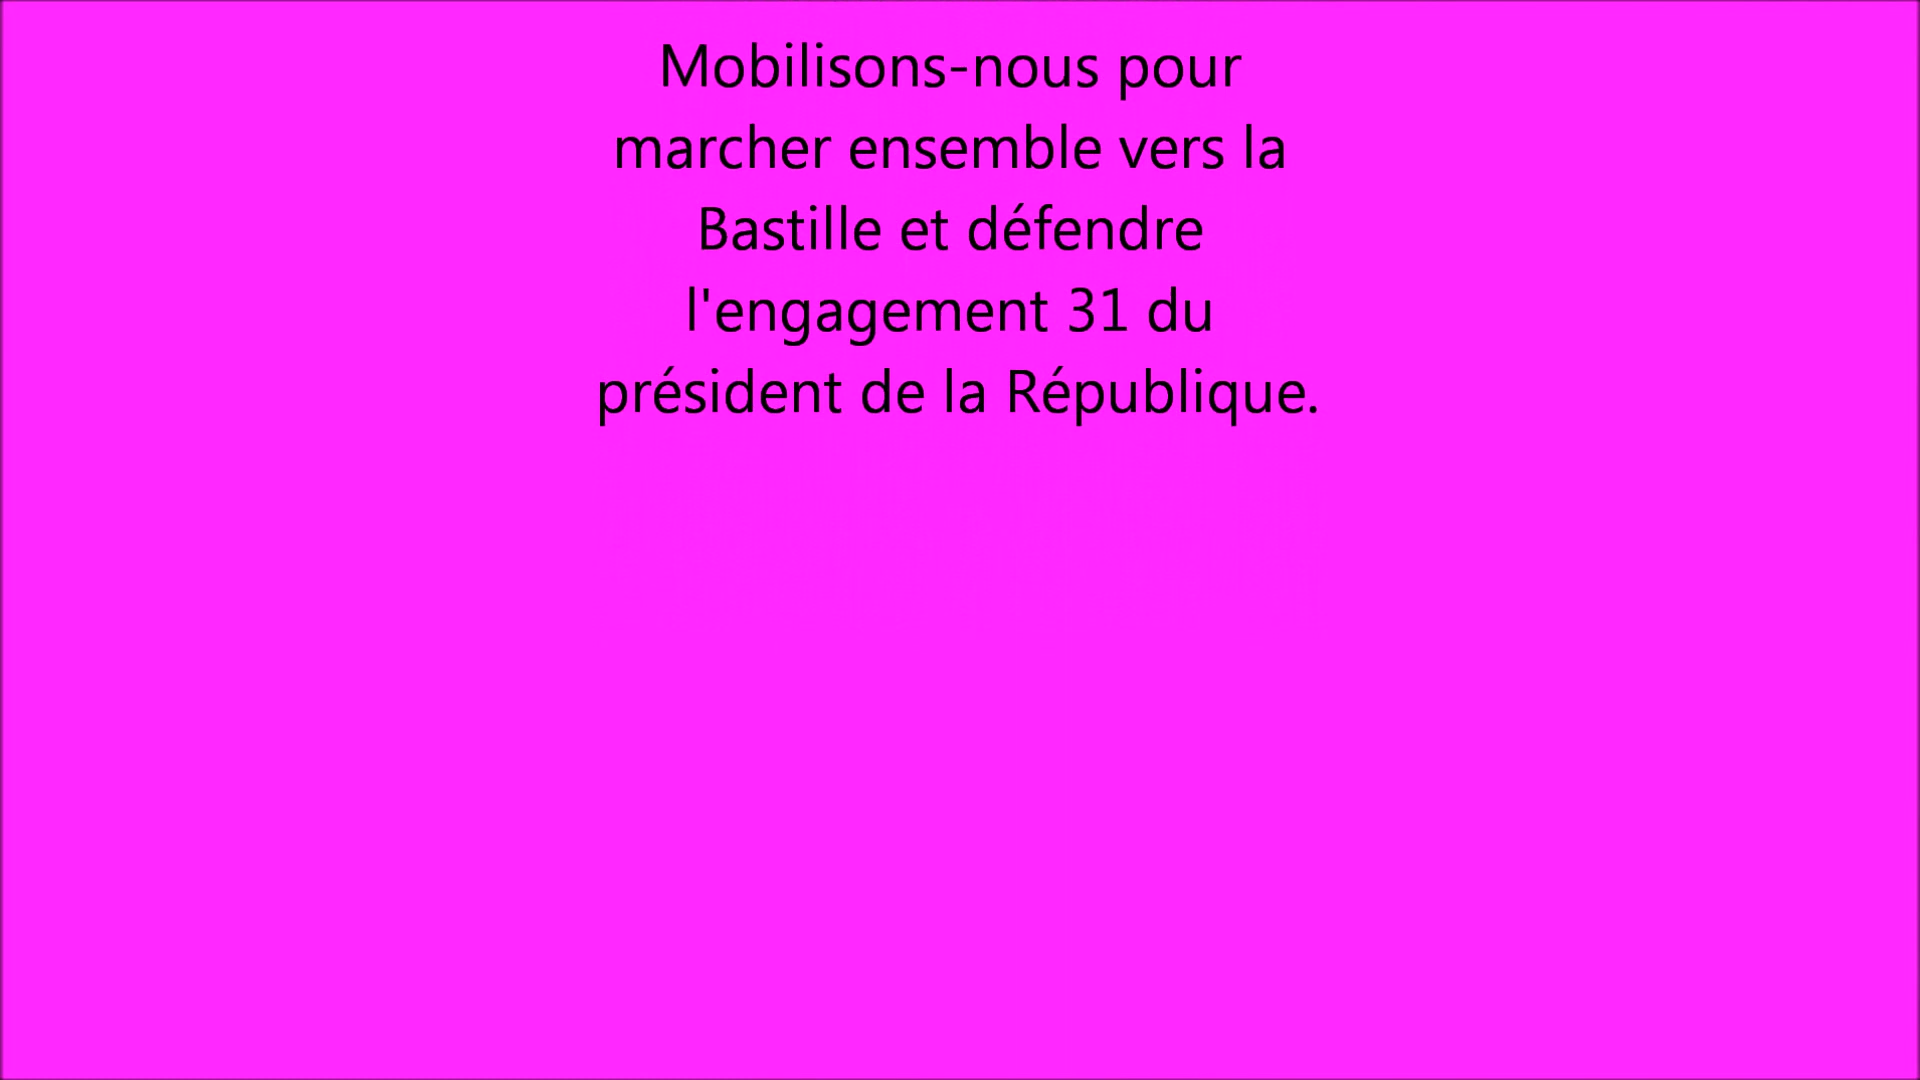 Mobilisons-nous pour
marcher ensemble vers la
Bastille et défendre
l'engagement 31 du
président de la République.